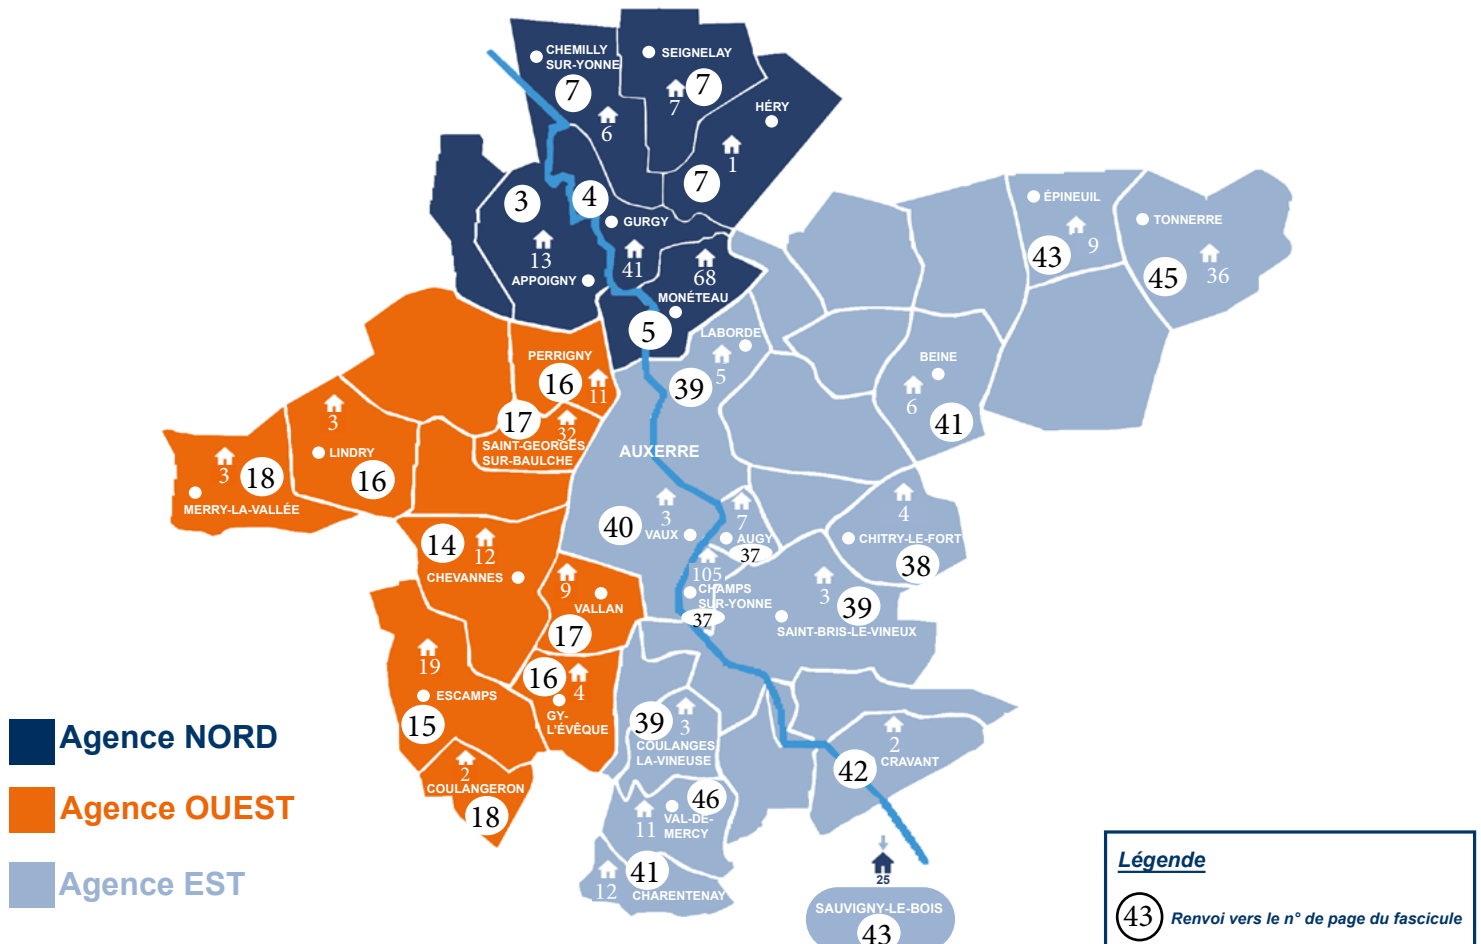 CHEMILLY
SUR-YONNE
7
6
SEIGNELAY
7
7
HÉRY
1
7
3
4
GURGY
13
APPOIGNY
41
68
MONÉTEAU
5
ÉPINEUIL
9
43
TONNERRE
36
45
LABORDE
5
39
BEINE
6
41
PERRIGNY
16
11
17
32
SAINT-GEORGES
SUR-BAULCHE
3
LINDRY
16
3
18
MERRY-LA-VALLÉE
AUXERRE
40
3
VAUX
7
AUGY
37
4
CHITRY-LE-FORT
38
105
CHAMPS
SUR-YONNE
37
3
39
SAINT-BRIS-LE-VINEUX
14
12
CHEVANNES
9
VALLAN
17
19
ESCAMPS
15
16
4
GY-
L'ÉVÊQUE
2
COULANGERON
18
39
3
COULANGES
LA-VINEUSE
46
11
VAL-DE-
MERCY
12
41
CHARENTENAY
2
CRAVANT
42
25
SAUVIGNY-LE-BOIS
43
Agence NORD
Agence OUEST
Agence EST
Légende
43 Renvoi vers le n° de page du fascicule